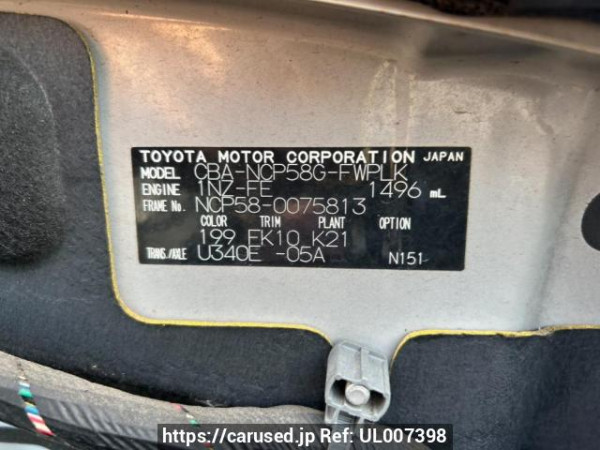 TOYOTA MOTOR CORPORATION JAPAN
MODEL CBA-NCP58G-FWPLK
ENGINE 1NZ-FE 1496 mL
FRAME No. NCP58-0075813
COLOR TRIM PLANT OPTION
199 EK10 K21
TRANS./AXLE U340E -05A N151
https://carused.jp Ref: UL007398